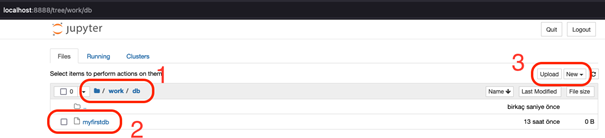 localhost:8888/tree/work/db
jupyter
Quit Logout
Files Running Clusters
Select items to perform actions on them.
1
3
Upload New
0 / work / db
Name Last Modified File size
..
birkaç saniye önce
myfirstdb
13 saat önce 0 B
2